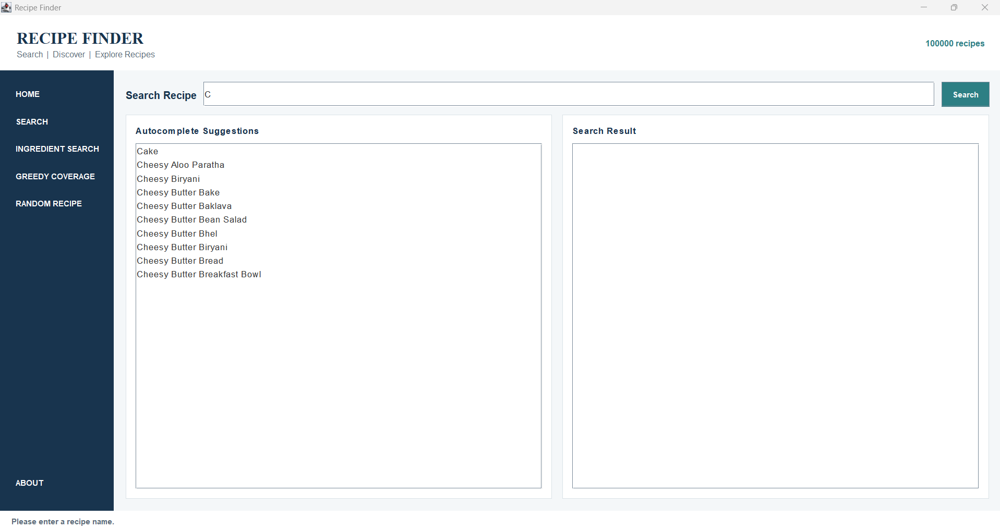 Recipe Finder
RECIPE FINDER
Search | Discover | Explore Recipes
100000 recipes
HOME
SEARCH
INGREDIENT SEARCH
GREEDY COVERAGE
RANDOM RECIPE
ABOUT
Search Recipe
C
Search
Autocomplete Suggestions
Cake
Cheesy Aloo Paratha
Cheesy Biryani
Cheesy Butter Bake
Cheesy Butter Baklava
Cheesy Butter Bean Salad
Cheesy Butter Bhel
Cheesy Butter Biryani
Cheesy Butter Bread
Cheesy Butter Breakfast Bowl
Search Result
Please enter a recipe name.